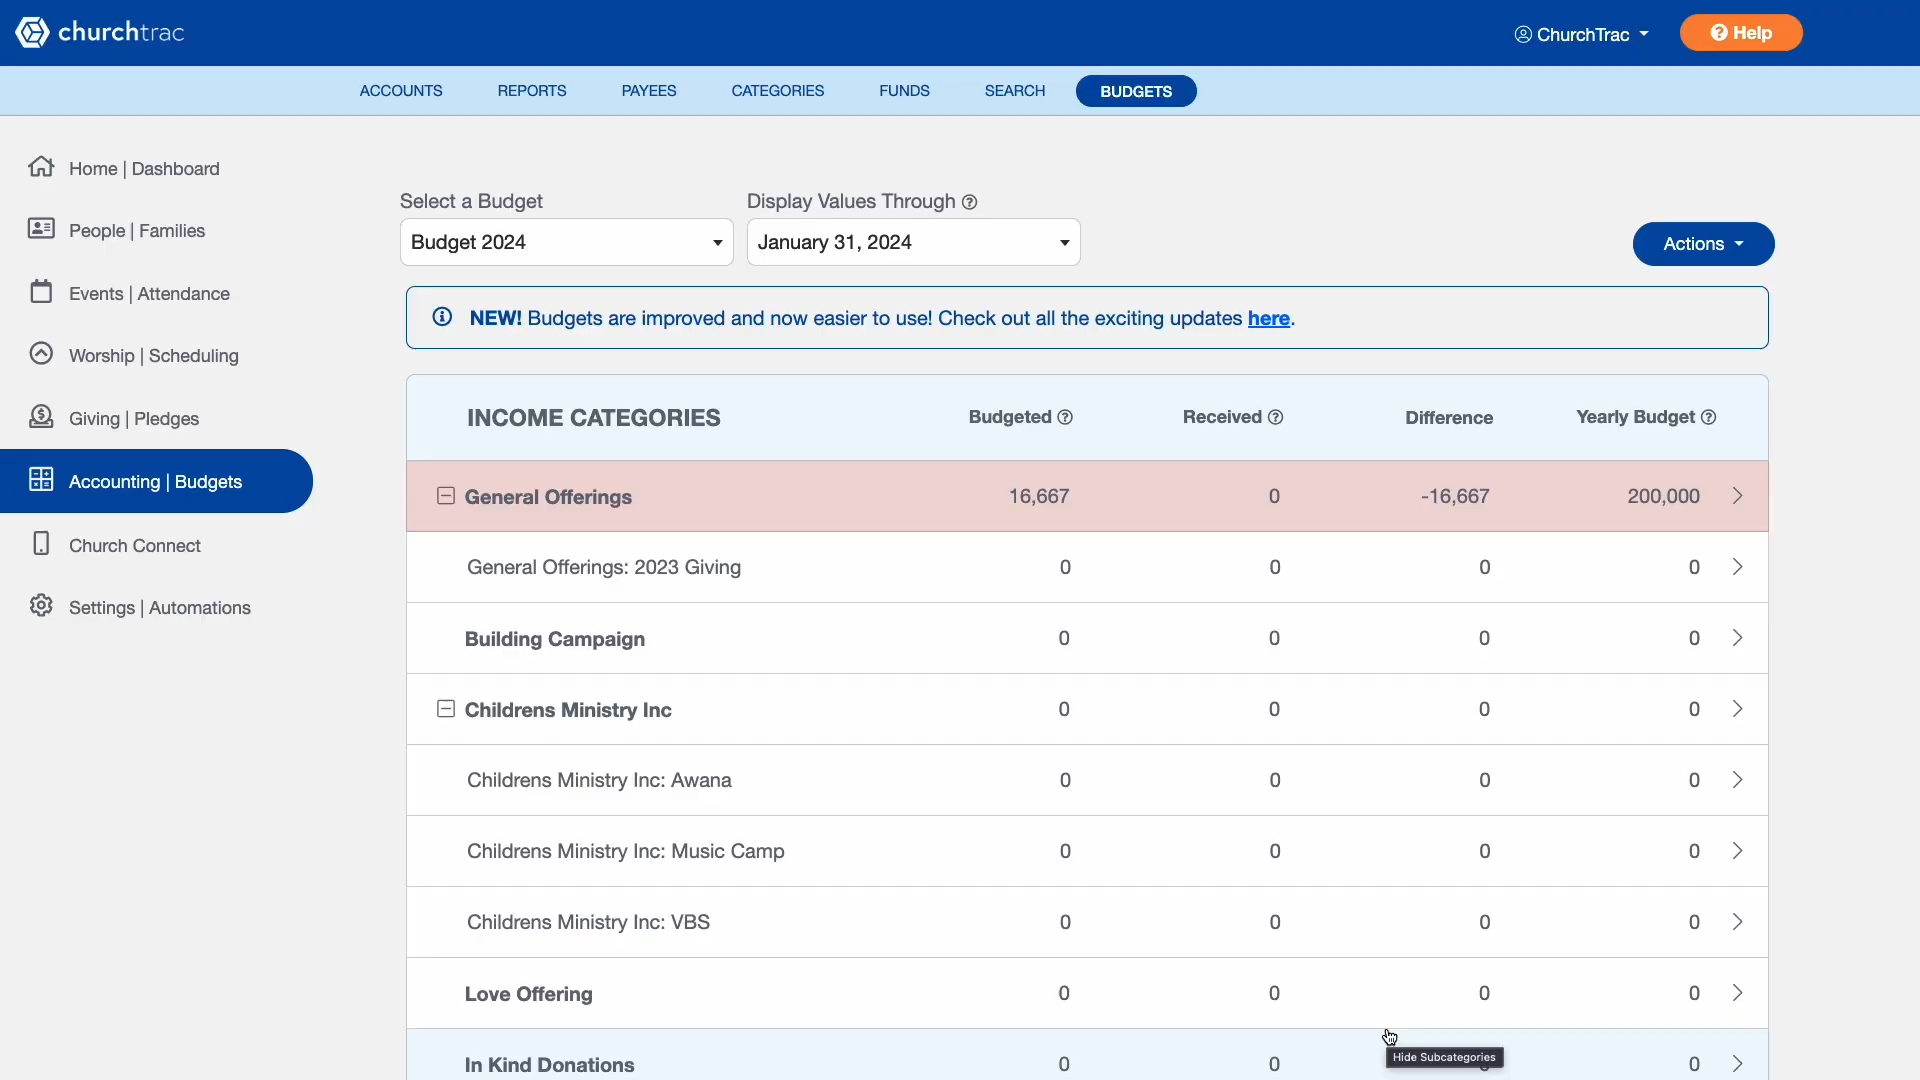 churchtrac
ChurchTrac
Help
ACCOUNTS REPORTS PAYEES CATEGORIES FUNDS SEARCH BUDGETS
Home | Dashboard
People | Families
Events | Attendance
Worship | Scheduling
Giving | Pledges
Accounting | Budgets
Church Connect
Settings | Automations
Select a Budget
Budget 2024
Display Values Through
January 31, 2024
Actions
NEW! Budgets are improved and now easier to use! Check out all the exciting updates here.
INCOME CATEGORIES Budgeted Received Difference Yearly Budget
General Offerings 16,667 0 -16,667 200,000
General Offerings: 2023 Giving 0 0 0 0
Building Campaign 0 0 0 0
Childrens Ministry Inc 0 0 0 0
Childrens Ministry Inc: Awana 0 0 0 0
Childrens Ministry Inc: Music Camp 0 0 0 0
Childrens Ministry Inc: VBS 0 0 0 0
Love Offering 0 0 0 0
In Kind Donations 0 0 0
Hide Subcategories